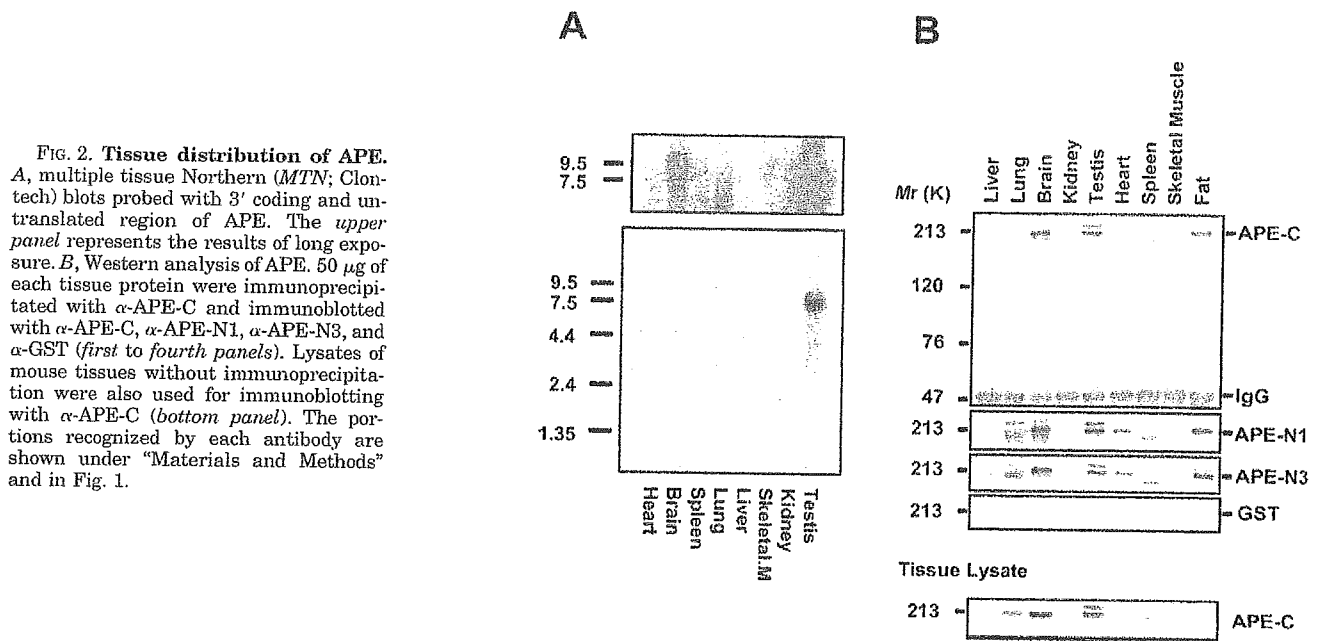 FIG. 2. Tissue distribution of APE.
A, multiple tissue Northern (MTN; Clon-
tech) blots probed with 3′ coding and un-
translated region of APE. The upper
panel represents the results of long expo-
sure. B, Western analysis of APE. 50 μg of
each tissue protein were immunoprecipi-
tated with α-APE-C and immunoblotted
with α-APE-C, α-APE-N1, α-APE-N3, and
α-GST (first to fourth panels). Lysates of
mouse tissues without immunoprecipita-
tion were also used for immunoblotting
with α-APE-C (bottom panel). The por-
tions recognized by each antibody are
shown under "Materials and Methods"
and in Fig. 1.
A
9.5
7.5
9.5
7.5
4.4
2.4
1.35
Heart
Brain
Spleen
Lung
Liver
Skeletal.M
Kidney
Testis
B
Liver
Lung
Brain
Kidney
Testis
Heart
Spleen
Skeletal Muscle
Fat
Mr (K)
213
APE-C
120
76
47
IgG
213
APE-N1
213
APE-N3
213
GST
Tissue Lysate
213
APE-C